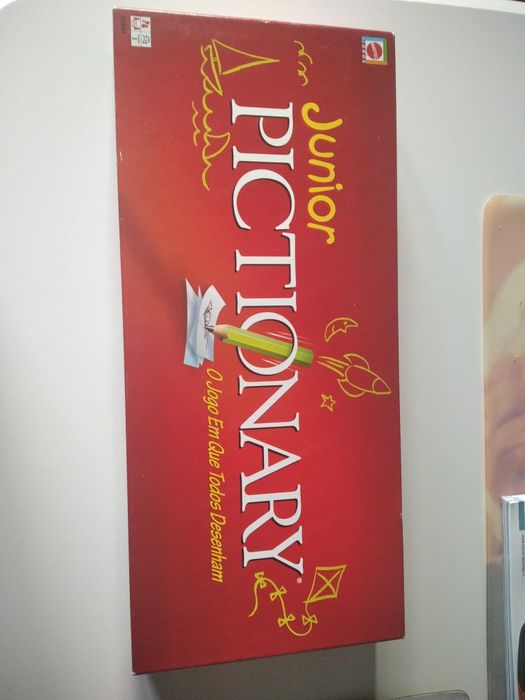 Junior
PICTIONARY®
O Jogo Em Que Todos Desenham